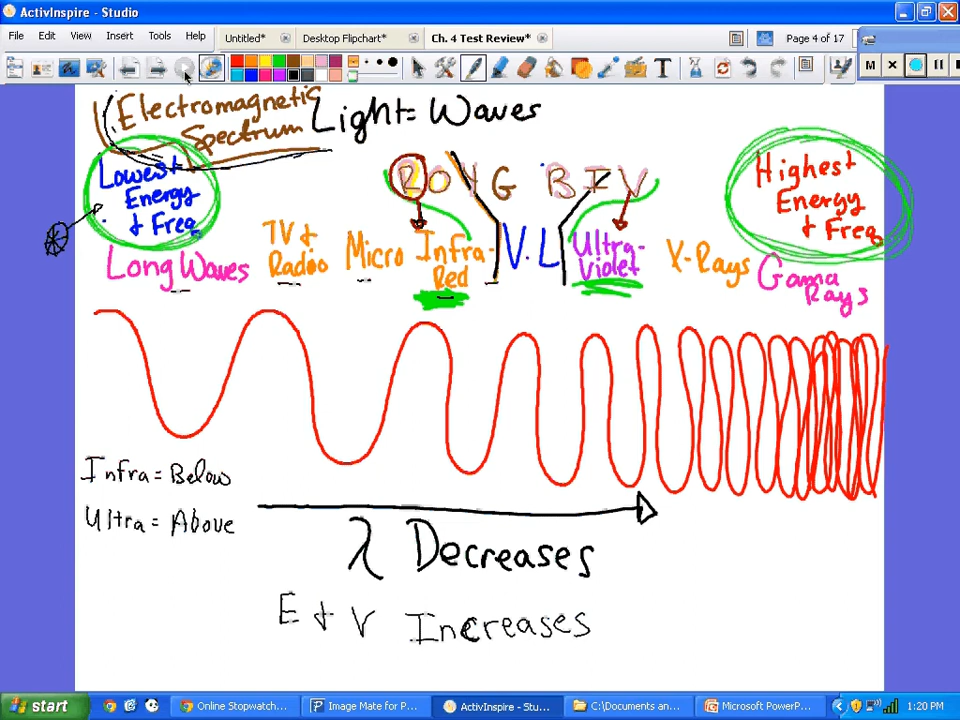 ActivInspire - Studio
File Edit View Insert Tools Help
Untitled* Desktop Flipchart* Ch. 4 Test Review* Page 4 of 17
M
T
Electromagnetic
Spectrum
Light= Waves
Lowest
Energy
+ Freq
R O Y G B I V
Highest
Energy
+ Freq
Long Waves
TV +
Radio
Micro
Infra-
Red
V.L
Ultra-
Violet
X-Rays
Gama
Rays
Infra = Below
Ultra = Above
λ Decreases
E + V Increases
start Online Stopwatch... Image Mate for P... ActivInspire - Stu... C:\Documents an... Microsoft PowerP... 1:20 PM